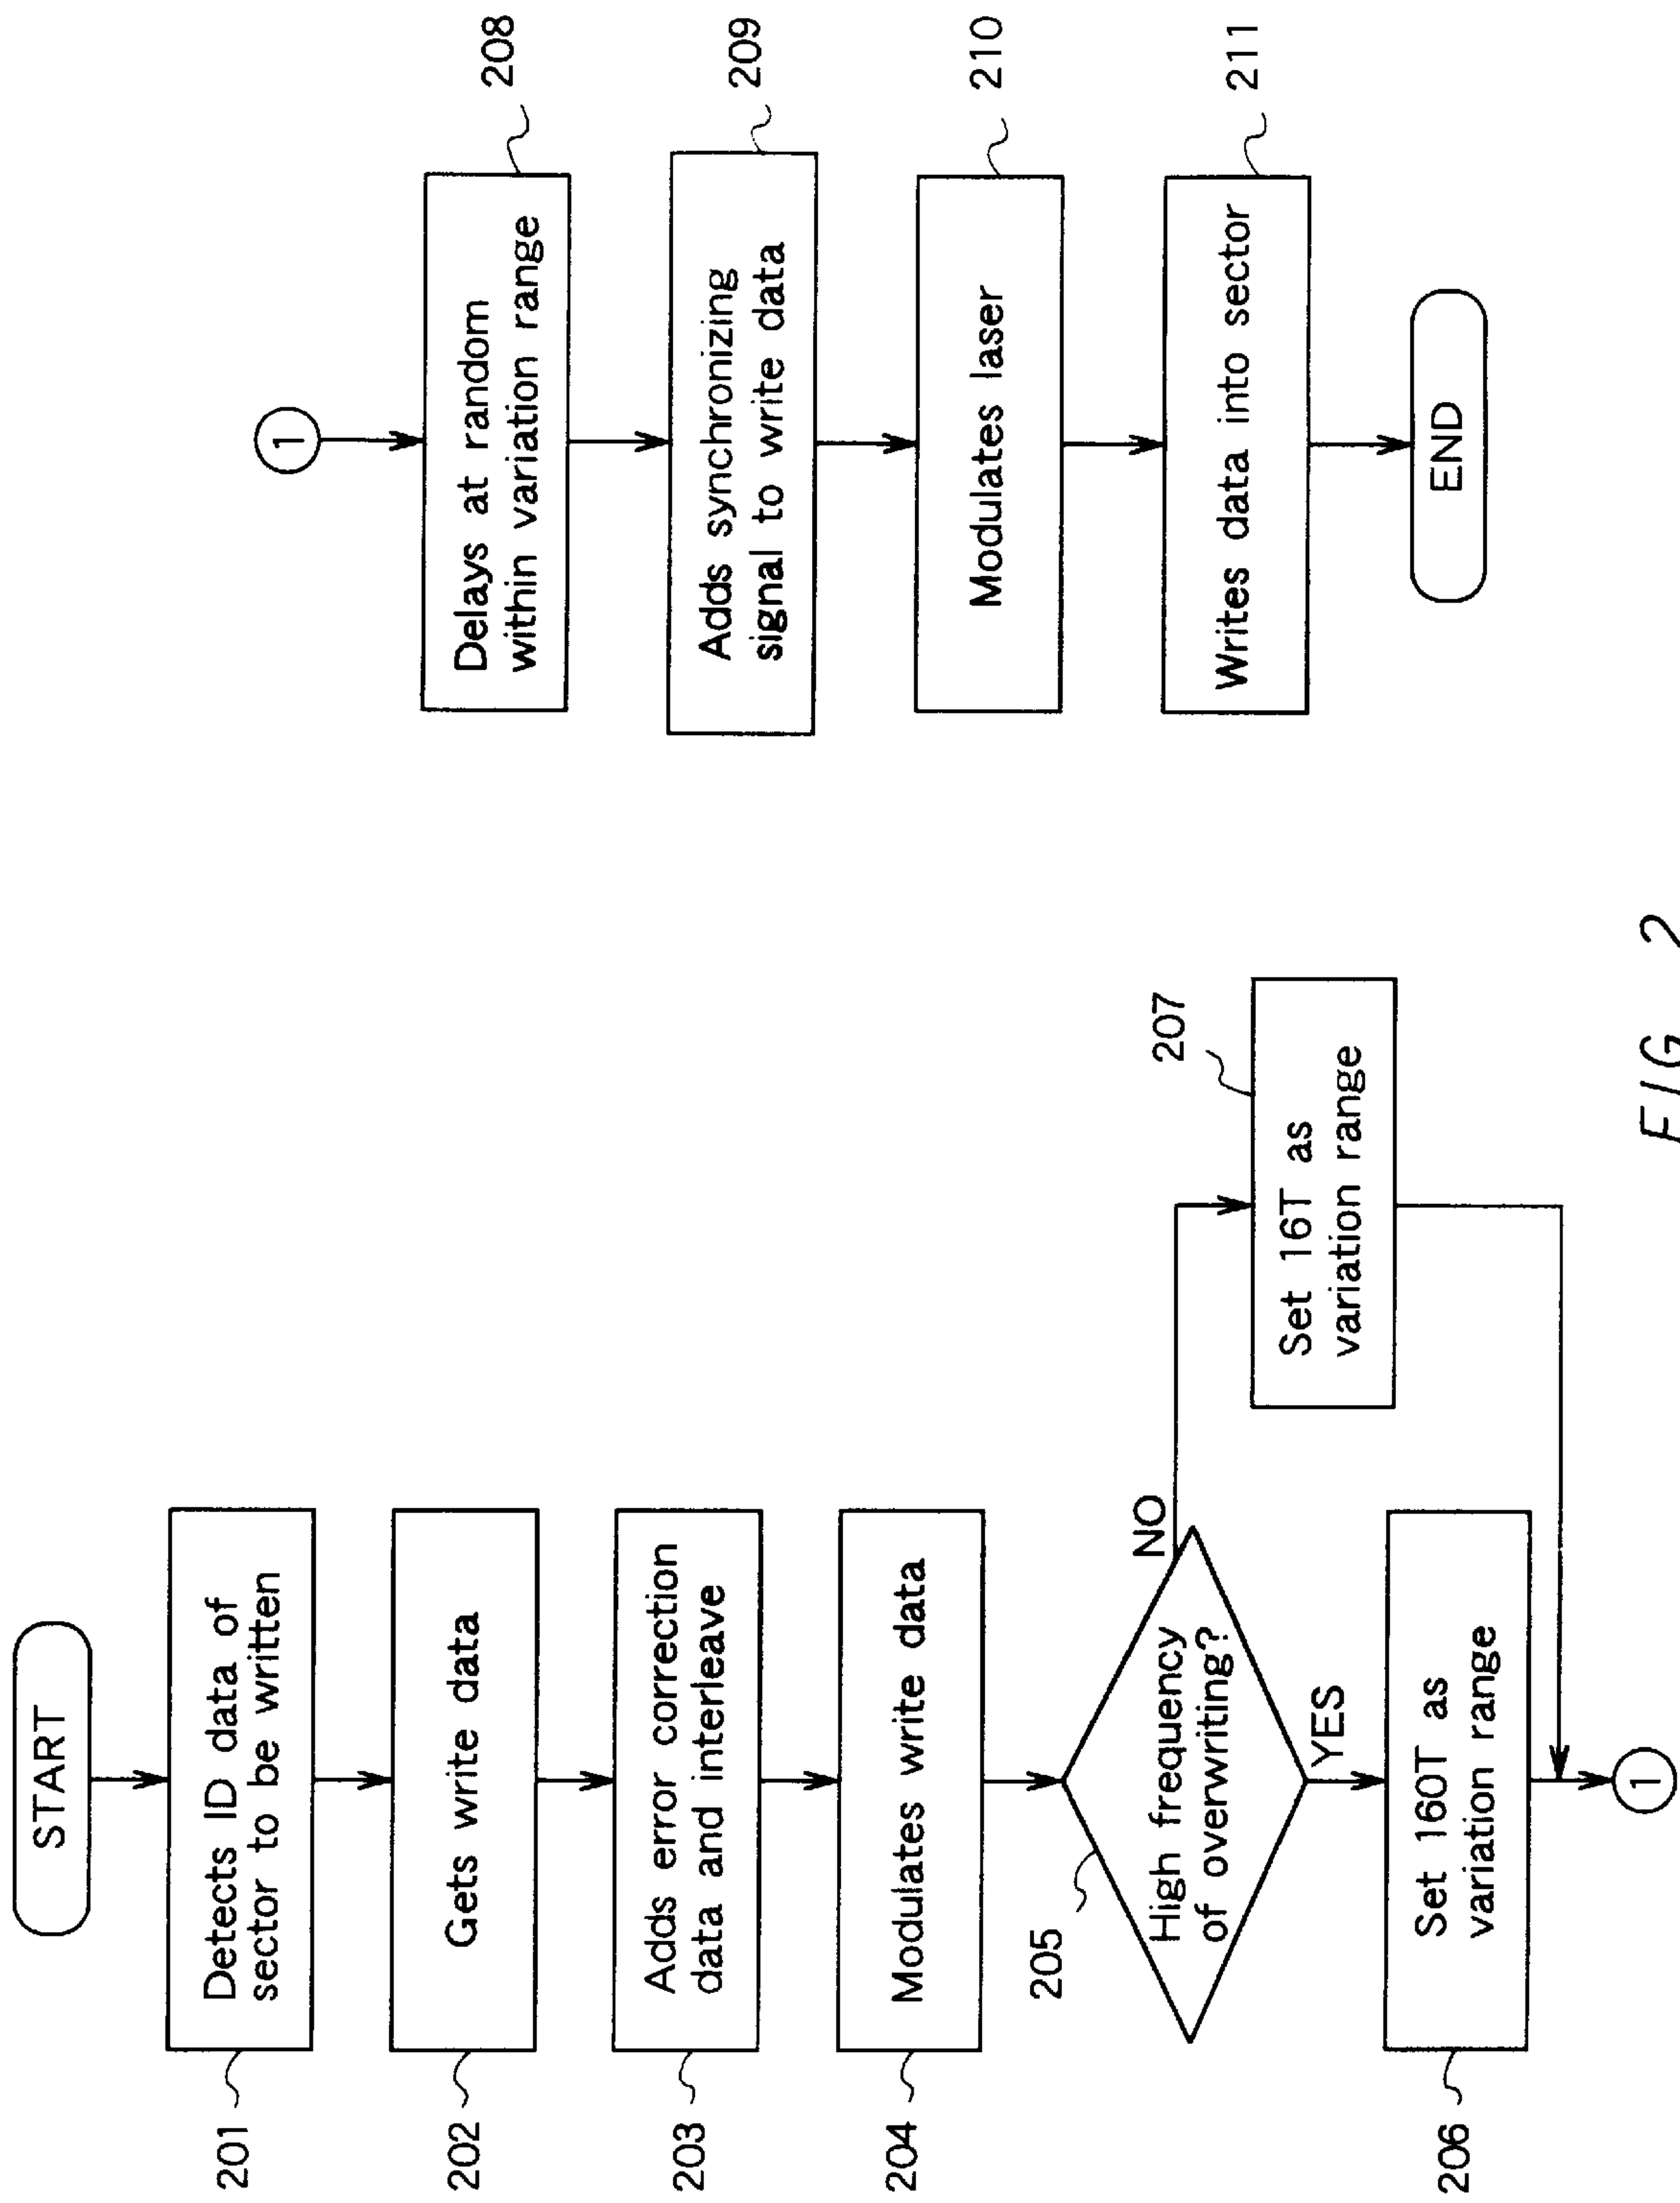 START
201
Detects ID data of
sector to be written
202
Gets write data
203
Adds error correction
data and interleave
204
Modulates write data
205
High frequency
of overwriting?
NO
YES
206
Set 160T as
variation range
207
Set 16T as
variation range
1
1
208
Delays at random
within variation range
209
Adds synchronizing
signal to write data
210
Modulates laser
211
Writes data into sector
END
FIG 2